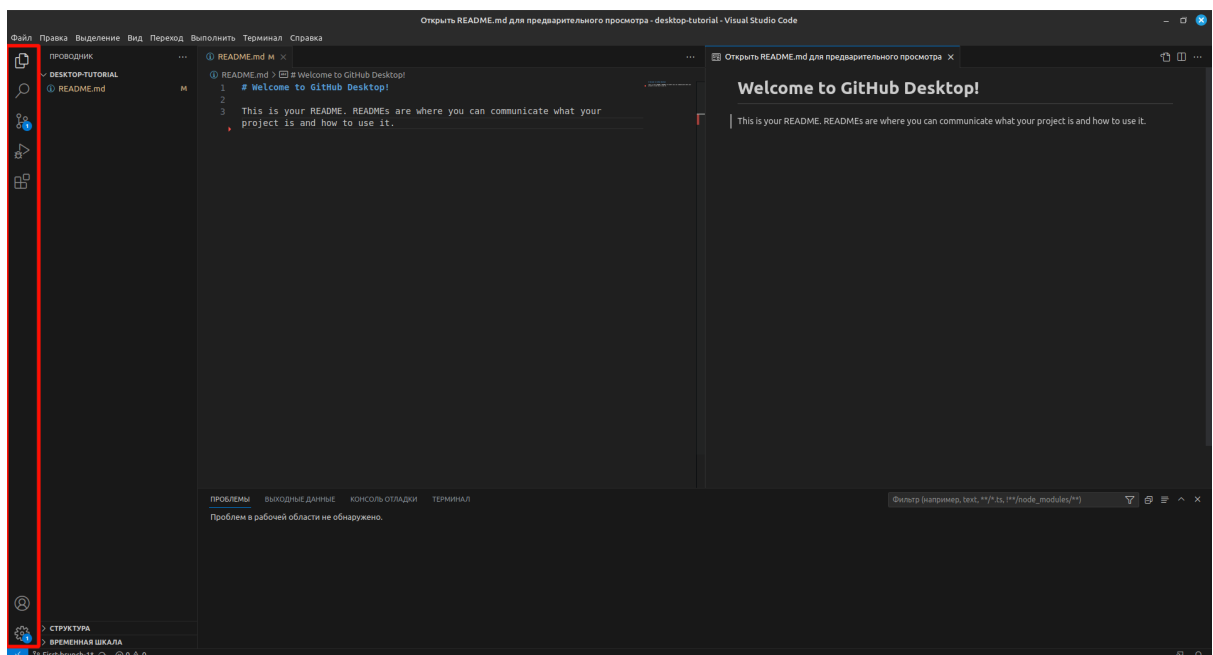 Открыть README.md для предварительного просмотра - desktop-tutorial - Visual Studio Code
Файл Правка Выделение Вид Переход Выполнить Терминал Справка
ПРОВОДНИК
DESKTOP-TUTORIAL
README.md M
README.md M
README.md > # Welcome to GitHub Desktop!
1 # Welcome to GitHub Desktop!
2
3 This is your README. READMEs are where you can communicate what your
project is and how to use it.
Открыть README.md для предварительного просмотра
Welcome to GitHub Desktop!
This is your README. READMEs are where you can communicate what your project is and how to use it.
ПРОБЛЕМЫ ВЫХОДНЫЕ ДАННЫЕ КОНСОЛЬ ОТЛАДКИ ТЕРМИНАЛ
Фильтр (например, text, **/*.ts, !**/node_modules/**)
Проблем в рабочей области не обнаружено.
1
1
СТРУКТУРА
ВРЕМЕННАЯ ШКАЛА